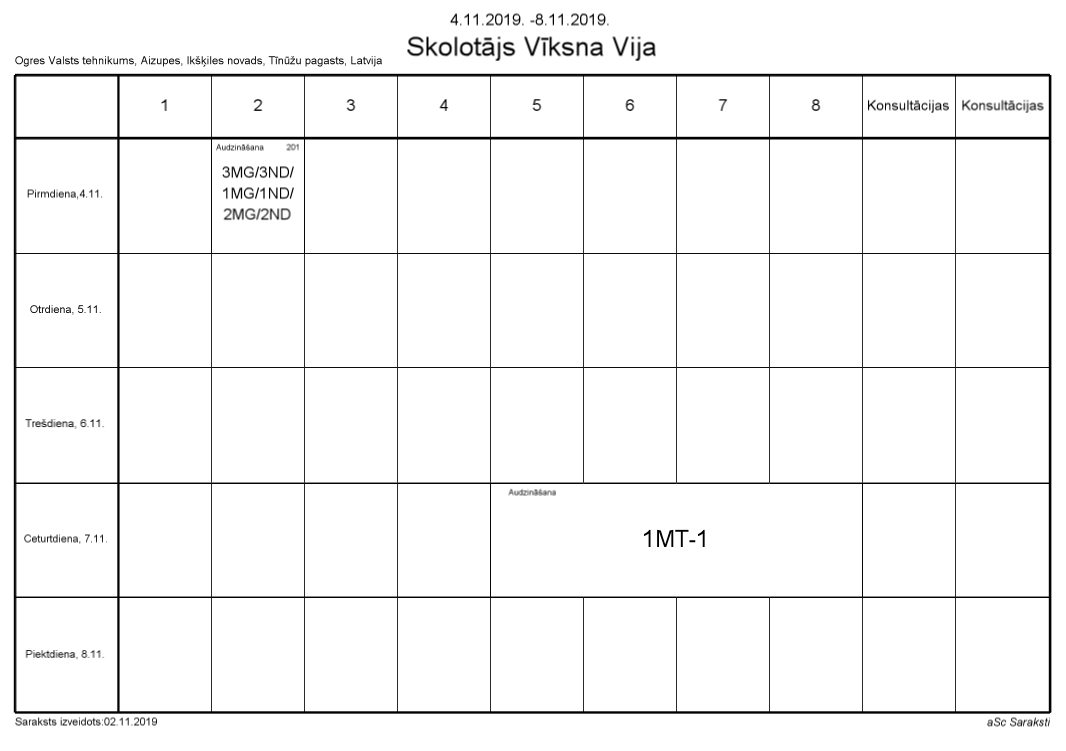 4.11.2019. -8.11.2019.
Skolotājs Vīksna Vija
Ogres Valsts tehnikums, Aizupes, Ikšķiles novads, Tīnūžu pagasts, Latvija
1 2 3 4 5 6 7 8 Konsultācijas Konsultācijas
Pirmdiena,4.11.
Audzināšana 201
3MG/3ND/
1MG/1ND/
2MG/2ND
Otrdiena, 5.11.
Trešdiena, 6.11.
Ceturtdiena, 7.11.
Audzināšana
1MT-1
Piektdiena, 8.11.
Saraksts izveidots:02.11.2019
aSc Saraksti